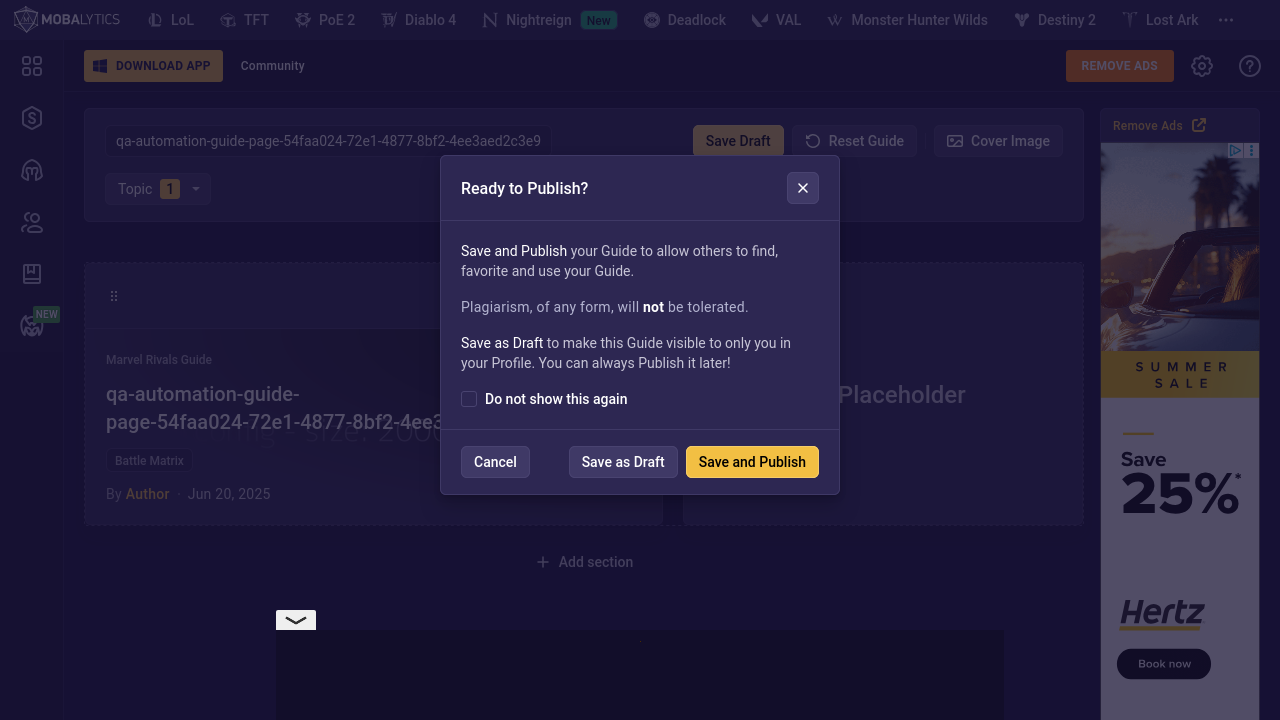 MOBALYTICS
LoL
TFT
PoE 2
Diablo 4
Nightreign
New
Deadlock
VAL
Monster Hunter Wilds
Destiny 2
Lost Ark
DOWNLOAD APP
Community
REMOVE ADS
qa-automation-guide-page-54faa024-72e1-4877-8bf2-4ee3aed2c3e9
Save Draft
Reset Guide
Cover Image
Remove Ads
Topic
1
Ready to Publish?
Save and Publish your Guide to allow others to find,
favorite and use your Guide.
Plagiarism, of any form, will not be tolerated.
Save as Draft to make this Guide visible to only you in
your Profile. You can always Publish it later!
Do not show this again
Cancel
Save as Draft
Save and Publish
NEW
Marvel Rivals Guide
qa-automation-guide-
page-54faa024-72e1-4877-8bf2-4ee3
Battle Matrix
By Author · Jun 20, 2025
Placeholder
Add section
SUMMER
SALE
Save
25%*
Hertz
Book now